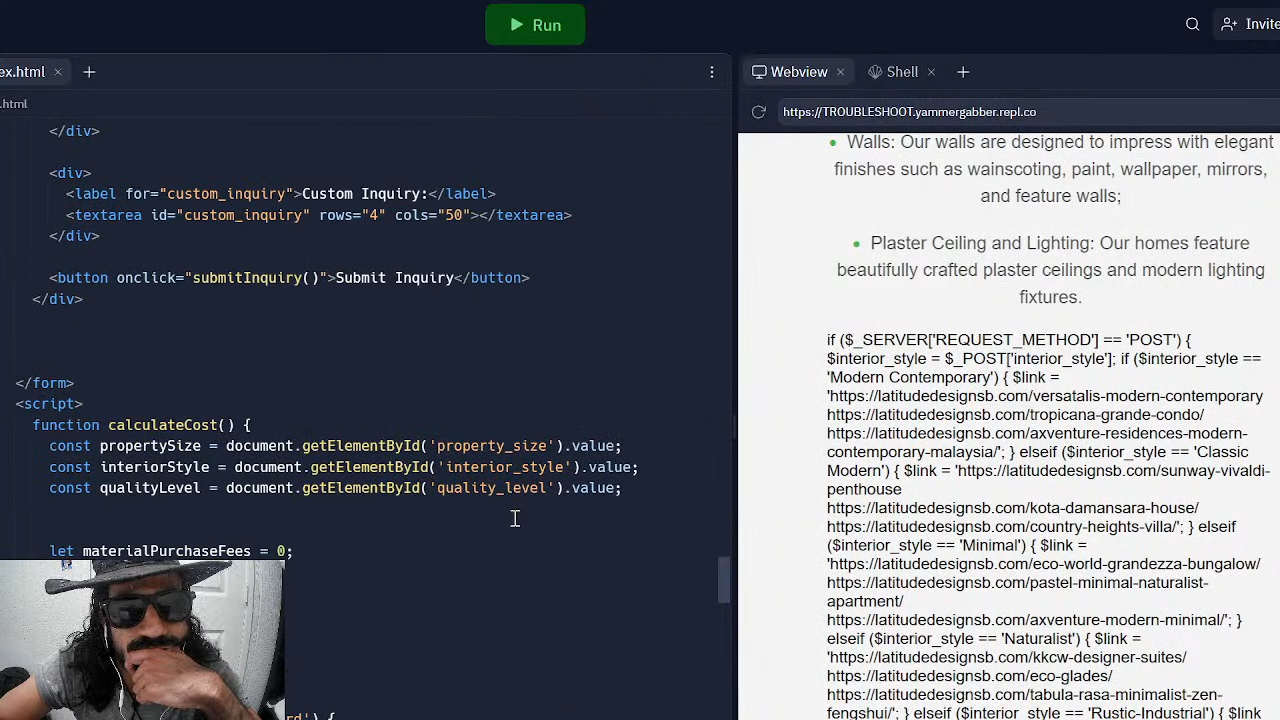 Run
Invite
ex.html
Webview
Shell
.html
https://TROUBLESHOOT.yammergabber.repl.co
</div>
<div>
<label for="custom_inquiry">Custom Inquiry:</label>
<textarea id="custom_inquiry" rows="4" cols="50"></textarea>
</div>
<button onclick="submitInquiry()">Submit Inquiry</button>
</div>
</form>
<script>
function calculateCost() {
const propertySize = document.getElementById('property_size').value;
const interiorStyle = document.getElementById('interior_style').value;
const qualityLevel = document.getElementById('quality_level').value;
let materialPurchaseFees = 0;
rd') {
Walls: Our walls are designed to impress with elegant
finishes such as wainscoting, paint, wallpaper, mirrors,
and feature walls;
Plaster Ceiling and Lighting: Our homes feature
beautifully crafted plaster ceilings and modern lighting
fixtures.
if ($_SERVER['REQUEST_METHOD'] == 'POST') {
$interior_style = $_POST['interior_style']; if ($interior_style ==
'Modern Contemporary') { $link =
'https://latitudedesignsb.com/versatalis-modern-contemporary
https://latitudedesignsb.com/tropicana-grande-condo/
https://latitudedesignsb.com/axventure-residences-modern-
contemporary-malaysia/'; } elseif ($interior_style == 'Classic
Modern') { $link = 'https://latitudedesignsb.com/sunway-vivaldi-
penthouse
https://latitudedesignsb.com/kota-damansara-house/
https://latitudedesignsb.com/country-heights-villa/'; } elseif
($interior_style == 'Minimal') { $link =
'https://latitudedesignsb.com/eco-world-grandezza-bungalow/
https://latitudedesignsb.com/pastel-minimal-naturalist-
apartment/
https://latitudedesignsb.com/axventure-modern-minimal/'; }
elseif ($interior_style == 'Naturalist') { $link =
'https://latitudedesignsb.com/kkcw-designer-suites/
https://latitudedesignsb.com/eco-glades/
https://latitudedesignsb.com/tabula-rasa-minimalist-zen-
fengshui/'; } elseif ($interior_style == 'Rustic-Industrial') { $link